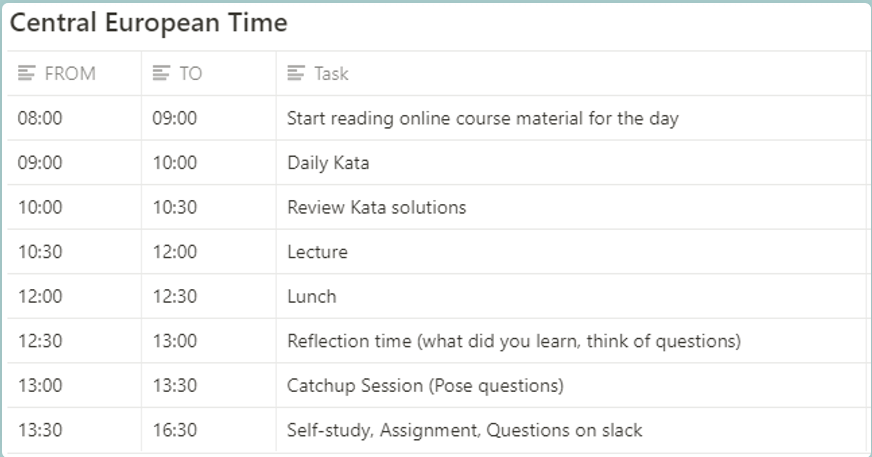 Central European Time
FROM TO Task
08:00 09:00 Start reading online course material for the day
09:00 10:00 Daily Kata
10:00 10:30 Review Kata solutions
10:30 12:00 Lecture
12:00 12:30 Lunch
12:30 13:00 Reflection time (what did you learn, think of questions)
13:00 13:30 Catchup Session (Pose questions)
13:30 16:30 Self-study, Assignment, Questions on slack